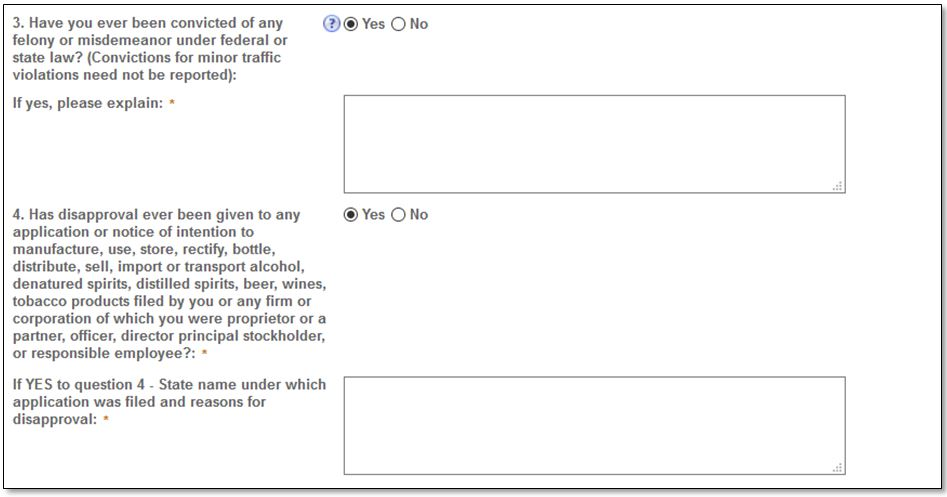 3. Have you ever been convicted of any ? Yes No
felony or misdemeanor under federal or
state law? (Convictions for minor traffic
violations need not be reported):
If yes, please explain: *
4. Has disapproval ever been given to any Yes No
application or notice of intention to
manufacture, use, store, rectify, bottle,
distribute, sell, import or transport alcohol,
denatured spirits, distilled spirits, beer, wines,
tobacco products filed by you or any firm or
corporation of which you were proprietor or a
partner, officer, director principal stockholder,
or responsible employee?: *
If YES to question 4 - State name under which
application was filed and reasons for
disapproval: *